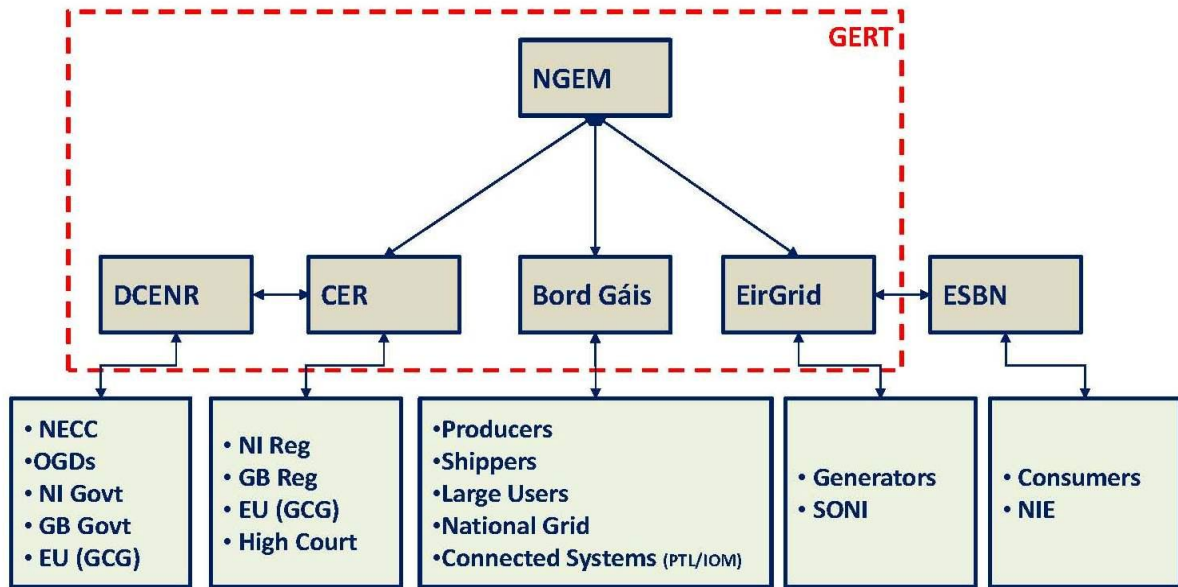 GERT
NGEM
DCENR
CER
Bord Gáis
EirGrid
ESBN
• NECC
•OGDs
• NI Govt
• GB Govt
• EU (GCG)
• NI Reg
• GB Reg
• EU (GCG)
• High Court
•Producers
•Shippers
•Large Users
•National Grid
•Connected Systems (PTL/IOM)
• Generators
• SONI
• Consumers
• NIE